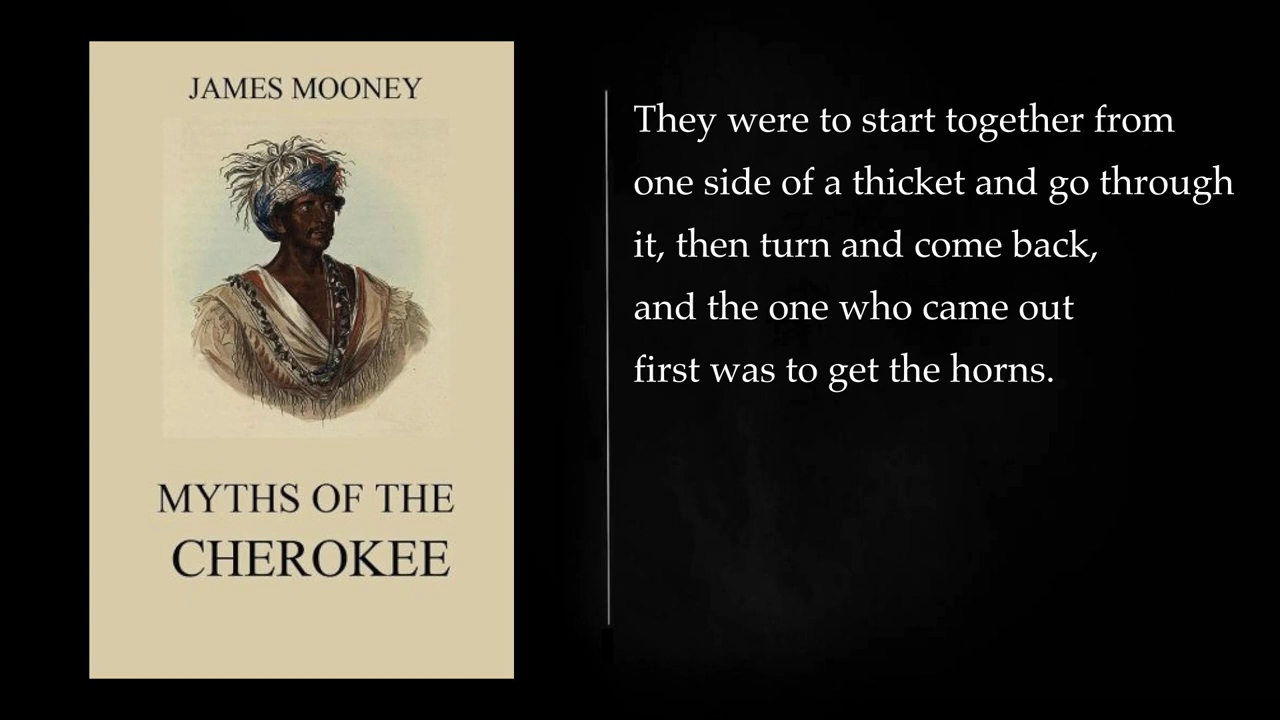 JAMES MOONEY
MYTHS OF THE
CHEROKEE
They were to start together from
one side of a thicket and go through
it, then turn and come back,
and the one who came out
first was to get the horns.